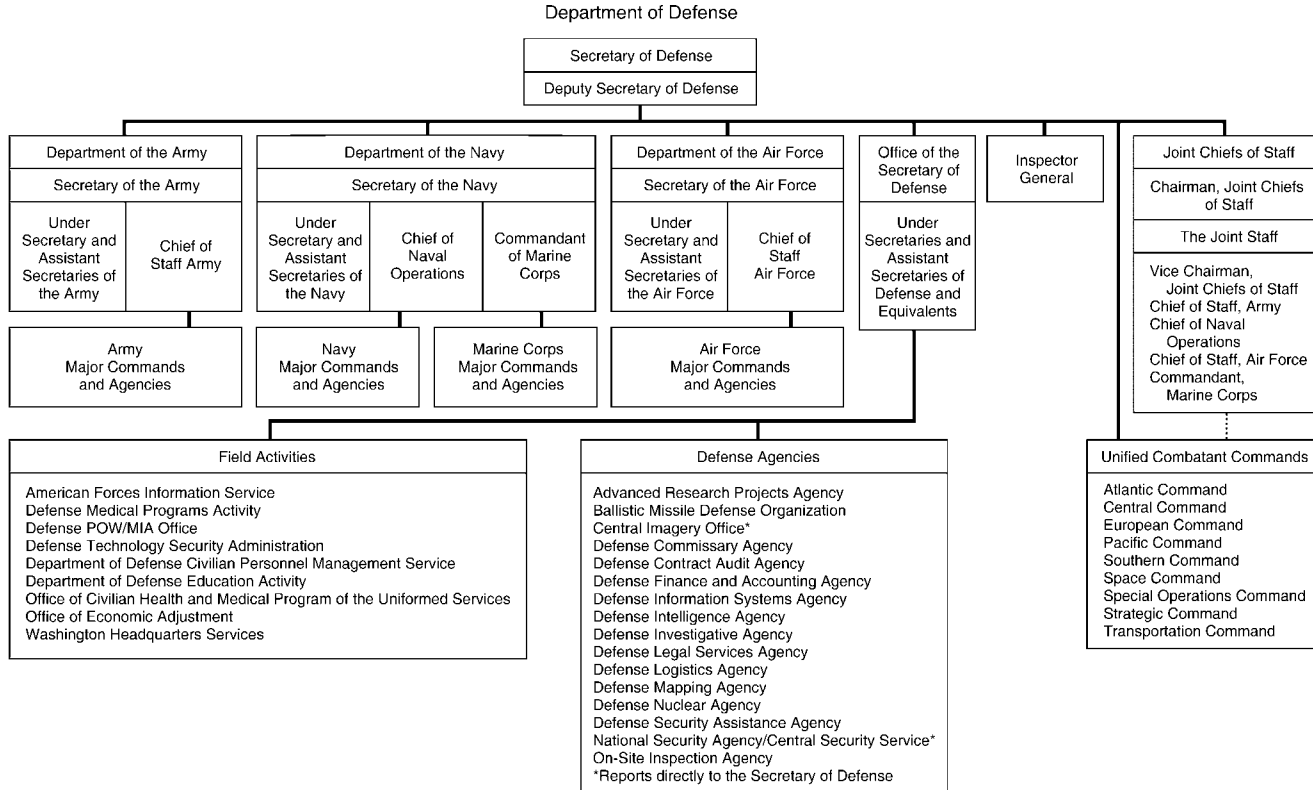 Department of Defense
Secretary of Defense
Deputy Secretary of Defense
Department of the Army
Secretary of the Army
Under
Secretary and
Assistant
Secretaries of
the Army
Chief of
Staff Army
Army
Major Commands
and Agencies
Department of the Navy
Secretary of the Navy
Under
Secretary and
Assistant
Secretaries of
the Navy
Chief of
Naval
Operations
Commandant
of Marine
Corps
Navy
Major Commands
and Agencies
Marine Corps
Major Commands
and Agencies
Department of the Air Force
Secretary of the Air Force
Under
Secretary and
Assistant
Secretaries of
the Air Force
Chief of
Staff
Air Force
Air Force
Major Commands
and Agencies
Office of the
Secretary of
Defense
Under
Secretaries and
Assistant
Secretaries of
Defense and
Equivalents
Inspector
General
Joint Chiefs of Staff
Chairman, Joint Chiefs
of Staff
The Joint Staff
Vice Chairman,
Joint Chiefs of Staff
Chief of Staff, Army
Chief of Naval
Operations
Chief of Staff, Air Force
Commandant,
Marine Corps
Field Activities
American Forces Information Service
Defense Medical Programs Activity
Defense POW/MIA Office
Defense Technology Security Administration
Department of Defense Civilian Personnel Management Service
Department of Defense Education Activity
Office of Civilian Health and Medical Program of the Uniformed Services
Office of Economic Adjustment
Washington Headquarters Services
Defense Agencies
Advanced Research Projects Agency
Ballistic Missile Defense Organization
Central Imagery Office*
Defense Commissary Agency
Defense Contract Audit Agency
Defense Finance and Accounting Agency
Defense Information Systems Agency
Defense Intelligence Agency
Defense Investigative Agency
Defense Legal Services Agency
Defense Logistics Agency
Defense Mapping Agency
Defense Nuclear Agency
Defense Security Assistance Agency
National Security Agency/Central Security Service*
On-Site Inspection Agency
*Reports directly to the Secretary of Defense
Unified Combatant Commands
Atlantic Command
Central Command
European Command
Pacific Command
Southern Command
Space Command
Special Operations Command
Strategic Command
Transportation Command